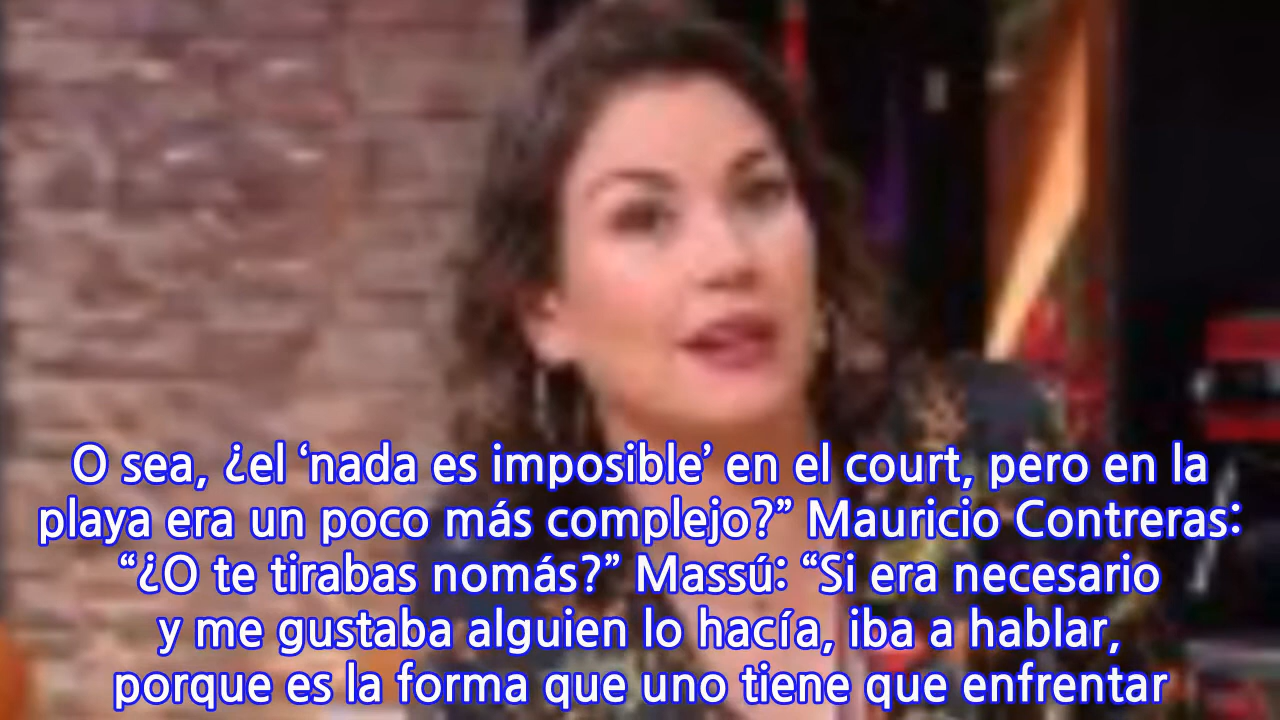 O sea, ¿el ‘nada es imposible’ en el court, pero en la
playa era un poco más complejo?” Mauricio Contreras:
“¿O te tirabas nomás?” Massú: “Si era necesario
y me gustaba alguien lo hacía, iba a hablar,
porque es la forma que uno tiene que enfrentar